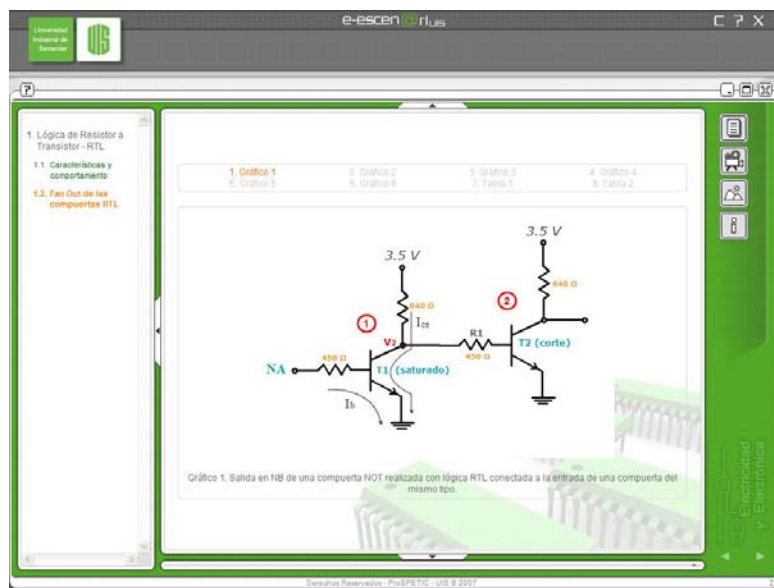 Universidad
Industrial de
Santander
UIS
e-escen@riUIS
1. Lógica de Resistor a
Transistor - RTL
1.1. Características y
comportamiento
1.2. Fan Out de las
compuertas RTL
1. Gráfico 1
2. Gráfico 2
3. Gráfico 3
4. Gráfico 4
5. Gráfico 5
6. Gráfico 6
7. Tabla 1
8. Tabla 2
3.5 V
3.5 V
640 Ω
640 Ω
1
2
Ice
V2
R1
450 Ω
450 Ω
NA
T1 (saturado)
T2 (corte)
Ib
Gráfico 1. Salida en NB de una compuerta NOT realizada con lógica RTL conectada a la entrada de una compuerta del
mismo tipo.
Electricidad
y Electrónica
Derechos Reservados - ProSPETIC - UIS © 2007